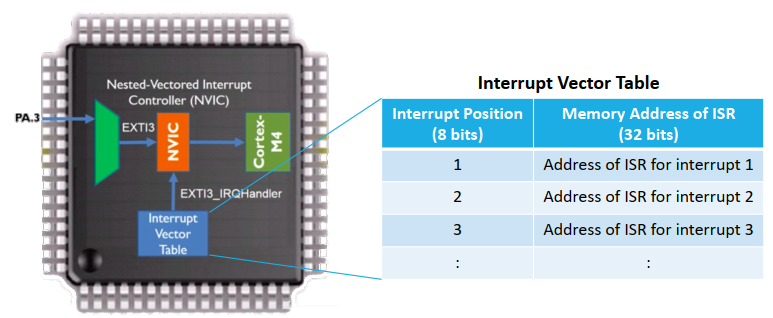 Nested-Vectored Interrupt
Controller (NVIC)
PA.3
EXTI3
NVIC
Cortex-
M4
EXTI3_IRQHandler
Interrupt
Vector
Table
Interrupt Vector Table
Interrupt Position
(8 bits)
Memory Address of ISR
(32 bits)
1
Address of ISR for interrupt 1
2
Address of ISR for interrupt 2
3
Address of ISR for interrupt 3
:
: